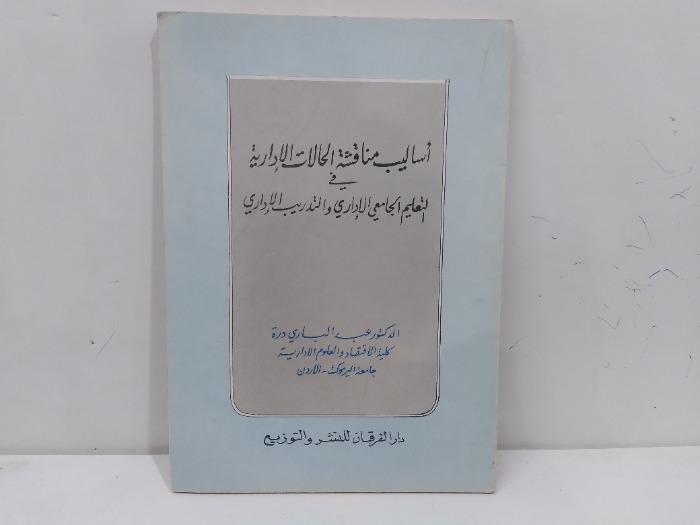 أساليب مناقشة الحالات الإدارية
في
التعليم الجامعي الإداري والتدريب الإداري
الدكتور عبد الباري درة
كلية الاقتصاد والعلوم الادارية
جامعة اليرموك - الأردن
دار الفرقان للنشر والتوزيع